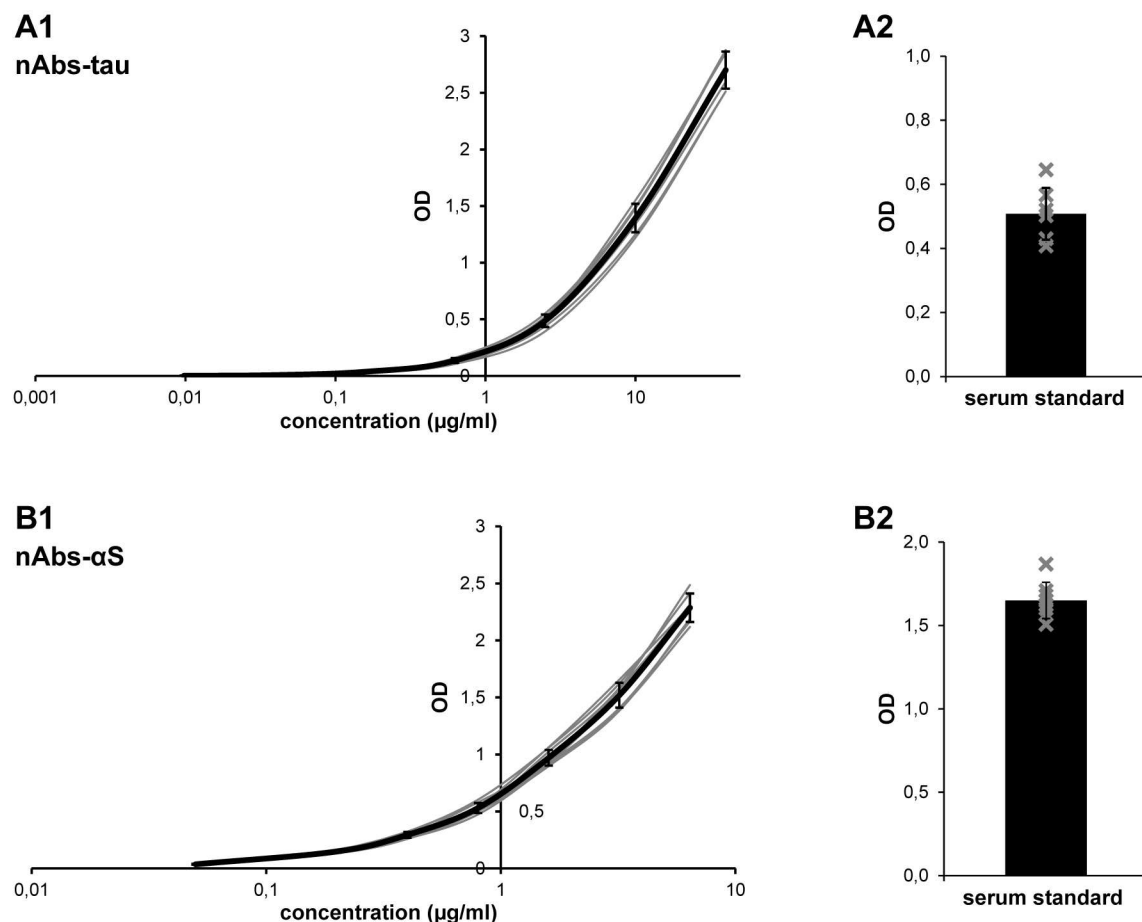 A1
nAbs-tau
3
2,5
2
1,5
1
0,5
0
OD
0,001
0,01
0,1
1
10
concentration (µg/ml)
A2
1,0
0,8
0,6
0,4
0,2
0,0
OD
serum standard
B1
nAbs-αS
3
2,5
2
1,5
1
0,5
0
OD
0,01
0,1
1
10
concentration (µg/ml)
B2
2,0
1,5
1,0
0,5
0,0
OD
serum standard